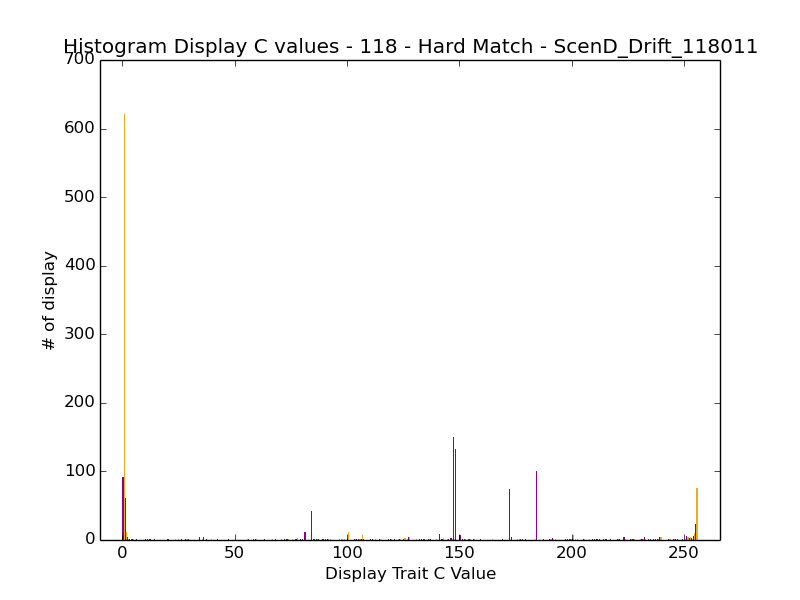 Histogram Display C values - 118 - Hard Match - ScenD_Drift_118011
700
600
500
400
300
200
100
0
# of display
0 50 100 150 200 250
Display Trait C Value